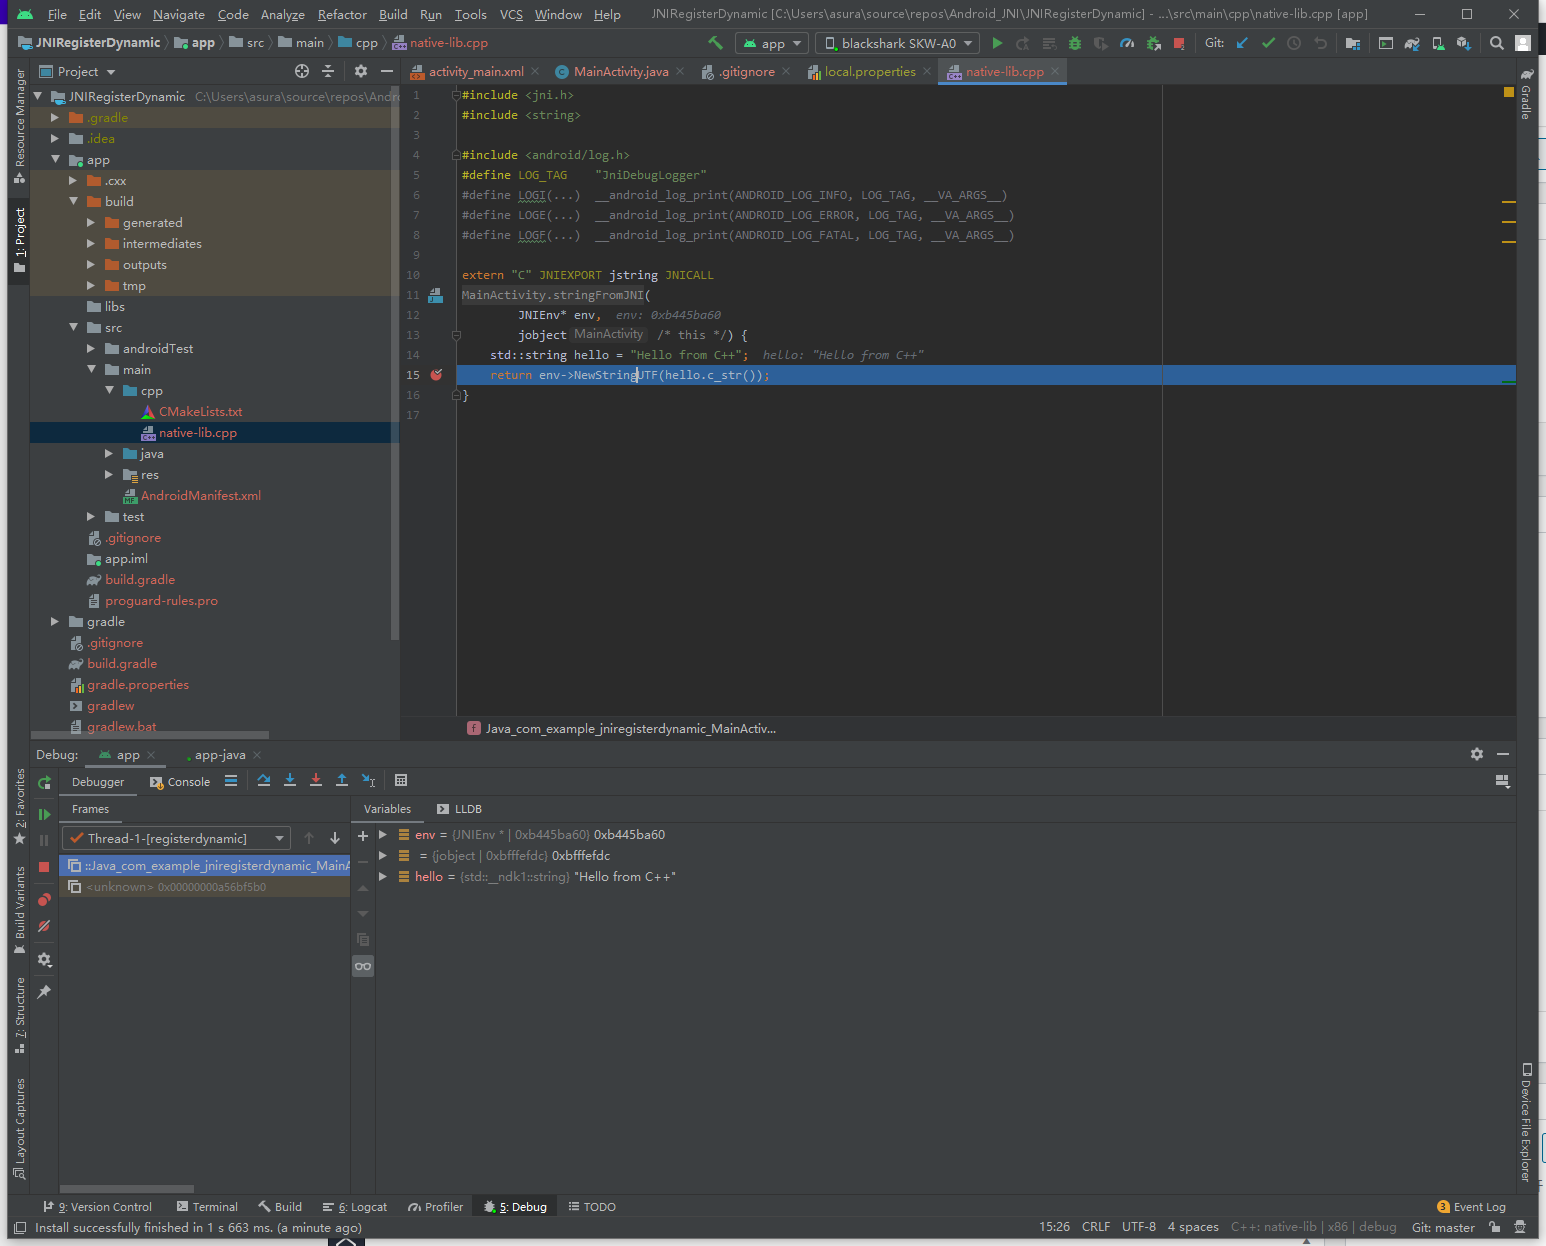 File Edit View Navigate Code Analyze Refactor Build Run Tools VCS Window Help JNIRegisterDynamic [C:\Users\asura\source\repos\Android_JNI\JNIRegisterDynamic] - ...\src\main\cpp\native-lib.cpp [app]
JNIRegisterDynamic app src main cpp native-lib.cpp app blackshark SKW-A0 Git:
Project
activity_main.xml MainActivity.java .gitignore local.properties native-lib.cpp
Resource Manager
1: Project
2: Favorites
Build Variants
7: Structure
Layout Captures
JNIRegisterDynamic C:\Users\asura\source\repos\Andro
.gradle
.idea
app
.cxx
build
generated
intermediates
outputs
tmp
libs
src
androidTest
main
cpp
CMakeLists.txt
native-lib.cpp
java
res
AndroidManifest.xml
test
.gitignore
app.iml
build.gradle
proguard-rules.pro
gradle
.gitignore
build.gradle
gradle.properties
gradlew
gradlew.bat
1 #include <jni.h>
2 #include <string>
3
4 #include <android/log.h>
5 #define LOG_TAG "JniDebugLogger"
6 #define LOGI(...) __android_log_print(ANDROID_LOG_INFO, LOG_TAG, __VA_ARGS__)
7 #define LOGE(...) __android_log_print(ANDROID_LOG_ERROR, LOG_TAG, __VA_ARGS__)
8 #define LOGF(...) __android_log_print(ANDROID_LOG_FATAL, LOG_TAG, __VA_ARGS__)
9
10 extern "C" JNIEXPORT jstring JNICALL
11 MainActivity.stringFromJNI(
12 JNIEnv* env, env: 0xb445ba60
13 jobject MainActivity /* this */) {
14 std::string hello = "Hello from C++"; hello: "Hello from C++"
15 return env->NewStringUTF(hello.c_str());
16 }
17
f Java_com_example_jniregisterdynamic_MainActiv...
Gradle
Device File Explorer
Debug: app app-java
Debugger Console
Frames
Thread-1-[registerdynamic]
::Java_com_example_jniregisterdynamic_MainA
<unknown> 0x00000000a56bf5b0
Variables LLDB
env = {JNIEnv * | 0xb445ba60} 0xb445ba60
= {jobject | 0xbfffefdc} 0xbfffefdc
hello = {std::__ndk1::string} "Hello from C++"
9: Version Control Terminal Build 6: Logcat Profiler 5: Debug TODO 3 Event Log
Install successfully finished in 1 s 663 ms. (a minute ago) 15:26 CRLF UTF-8 4 spaces C++: native-lib | x86 | debug Git: master